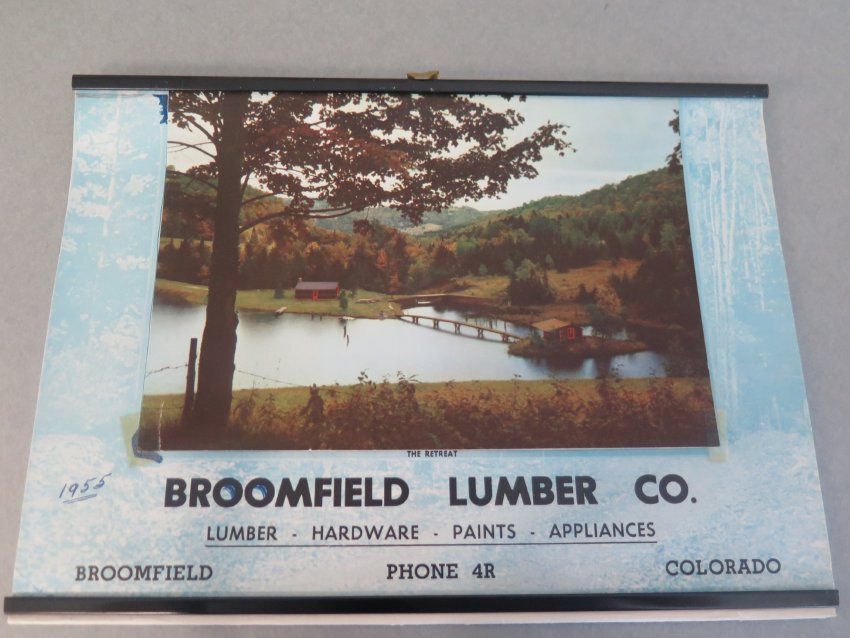 THE RETREAT
1955
BROOMFIELD LUMBER CO.
LUMBER - HARDWARE - PAINTS - APPLIANCES
BROOMFIELD PHONE 4R COLORADO